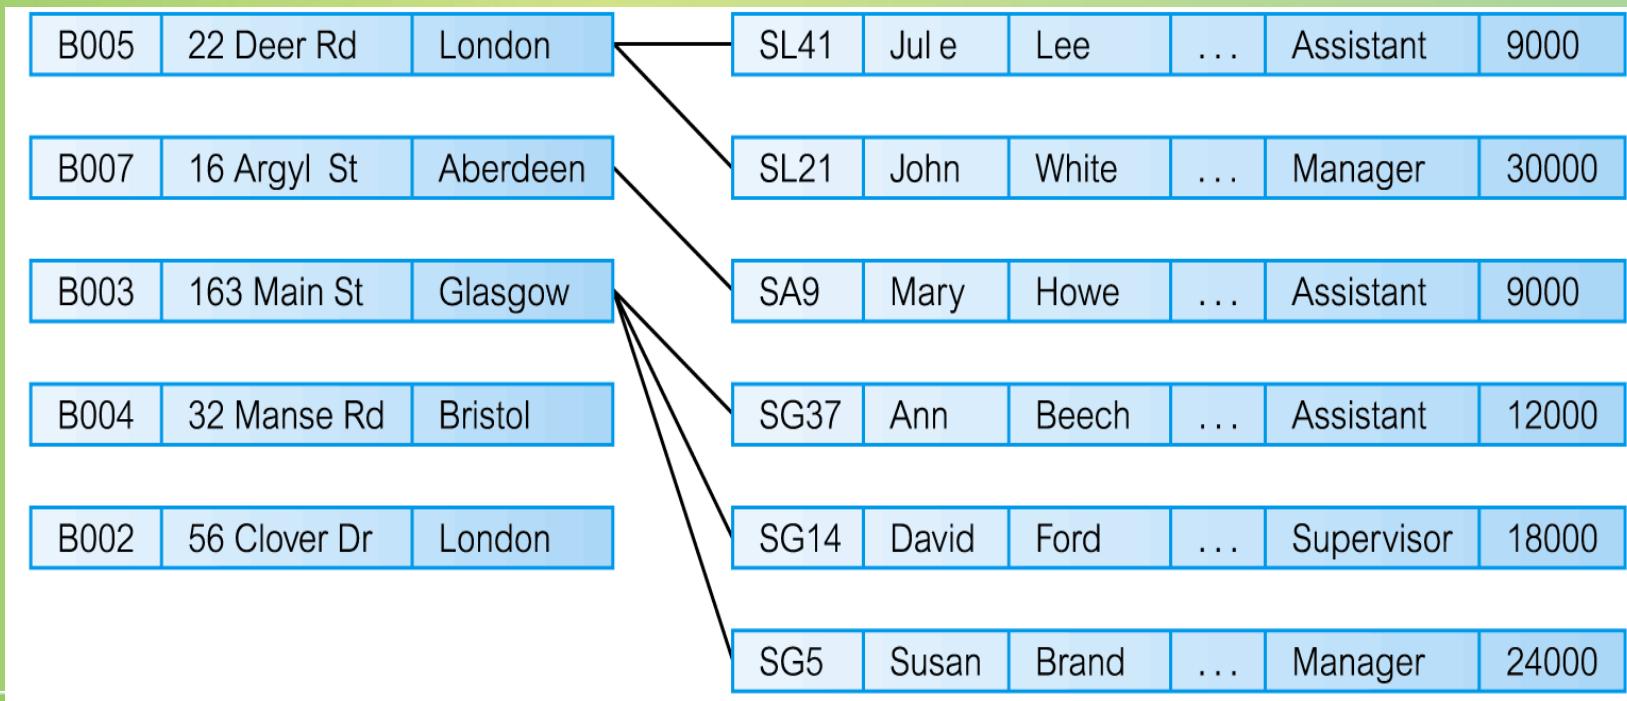 B005 22 Deer Rd London SL41 Jul e Lee ... Assistant 9000
B007 16 Argyl St Aberdeen SL21 John White ... Manager 30000
B003 163 Main St Glasgow SA9 Mary Howe ... Assistant 9000
B004 32 Manse Rd Bristol SG37 Ann Beech ... Assistant 12000
B002 56 Clover Dr London SG14 David Ford ... Supervisor 18000
SG5 Susan Brand ... Manager 24000